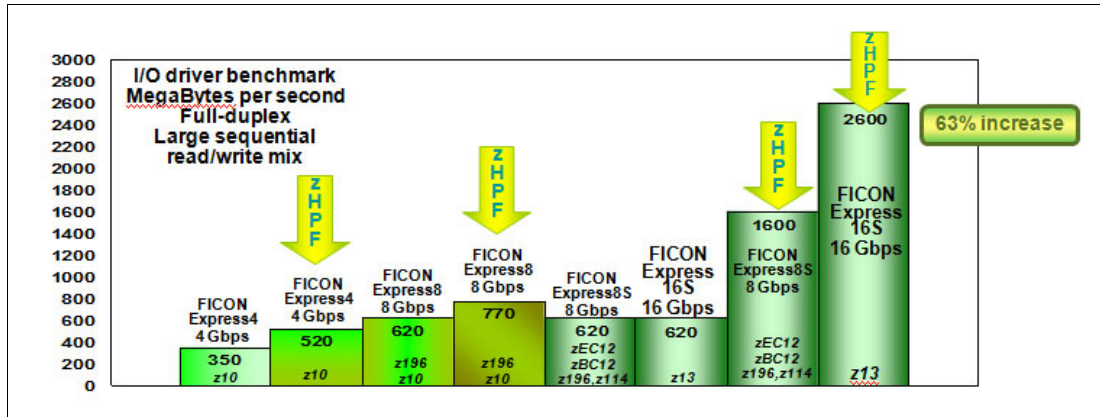 3000
2800
2600
2400
2200
2000
1800
1600
1400
1200
1000
800
600
400
200
0
I/O driver benchmark
MegaBytes per second
Full-duplex
Large sequential
read/write mix
FICON
Express4
4 Gbps
350
z10
z
H
P
F
FICON
Express4
4 Gbps
520
z10
FICON
Express8
8 Gbps
620
z196
z10
z
H
P
F
FICON
Express8
8 Gbps
770
z196
z10
FICON
Express8S
8 Gbps
620
zEC12
zBC12
z196,z114
FICON
Express
16S
16 Gbps
620
z13
z
H
P
F
1600
FICON
Express8S
8 Gbps
zEC12
zBC12
z196,z114
z
H
P
F
2600
FICON
Express
16S
16 Gbps
z13
63% increase